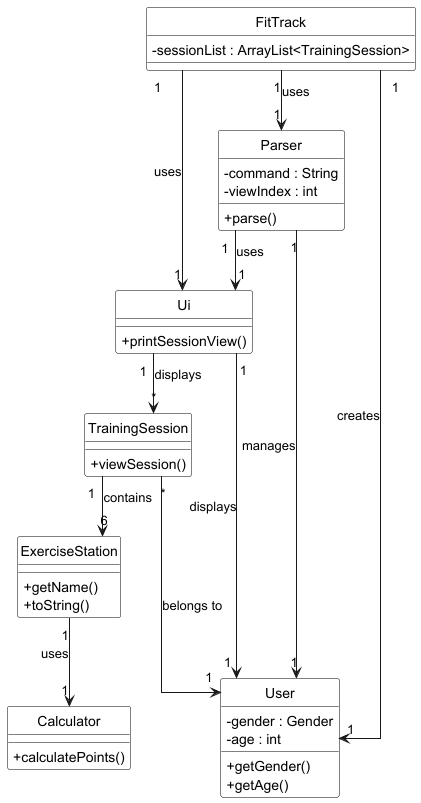 FitTrack
-sessionList : ArrayList<TrainingSession>
1 1 uses 1
1
Parser
-command : String
-viewIndex : int
+parse()
uses
1 uses 1
1 1
Ui
+printSessionView()
1 displays 1
*
TrainingSession
+viewSession()
creates
manages
1 contains *
displays
6
ExerciseStation
+getName()
+toString()
belongs to
1
uses
1
1 1 1
Calculator
+calculatePoints()
User
-gender : Gender
-age : int
+getGender()
+getAge()
1